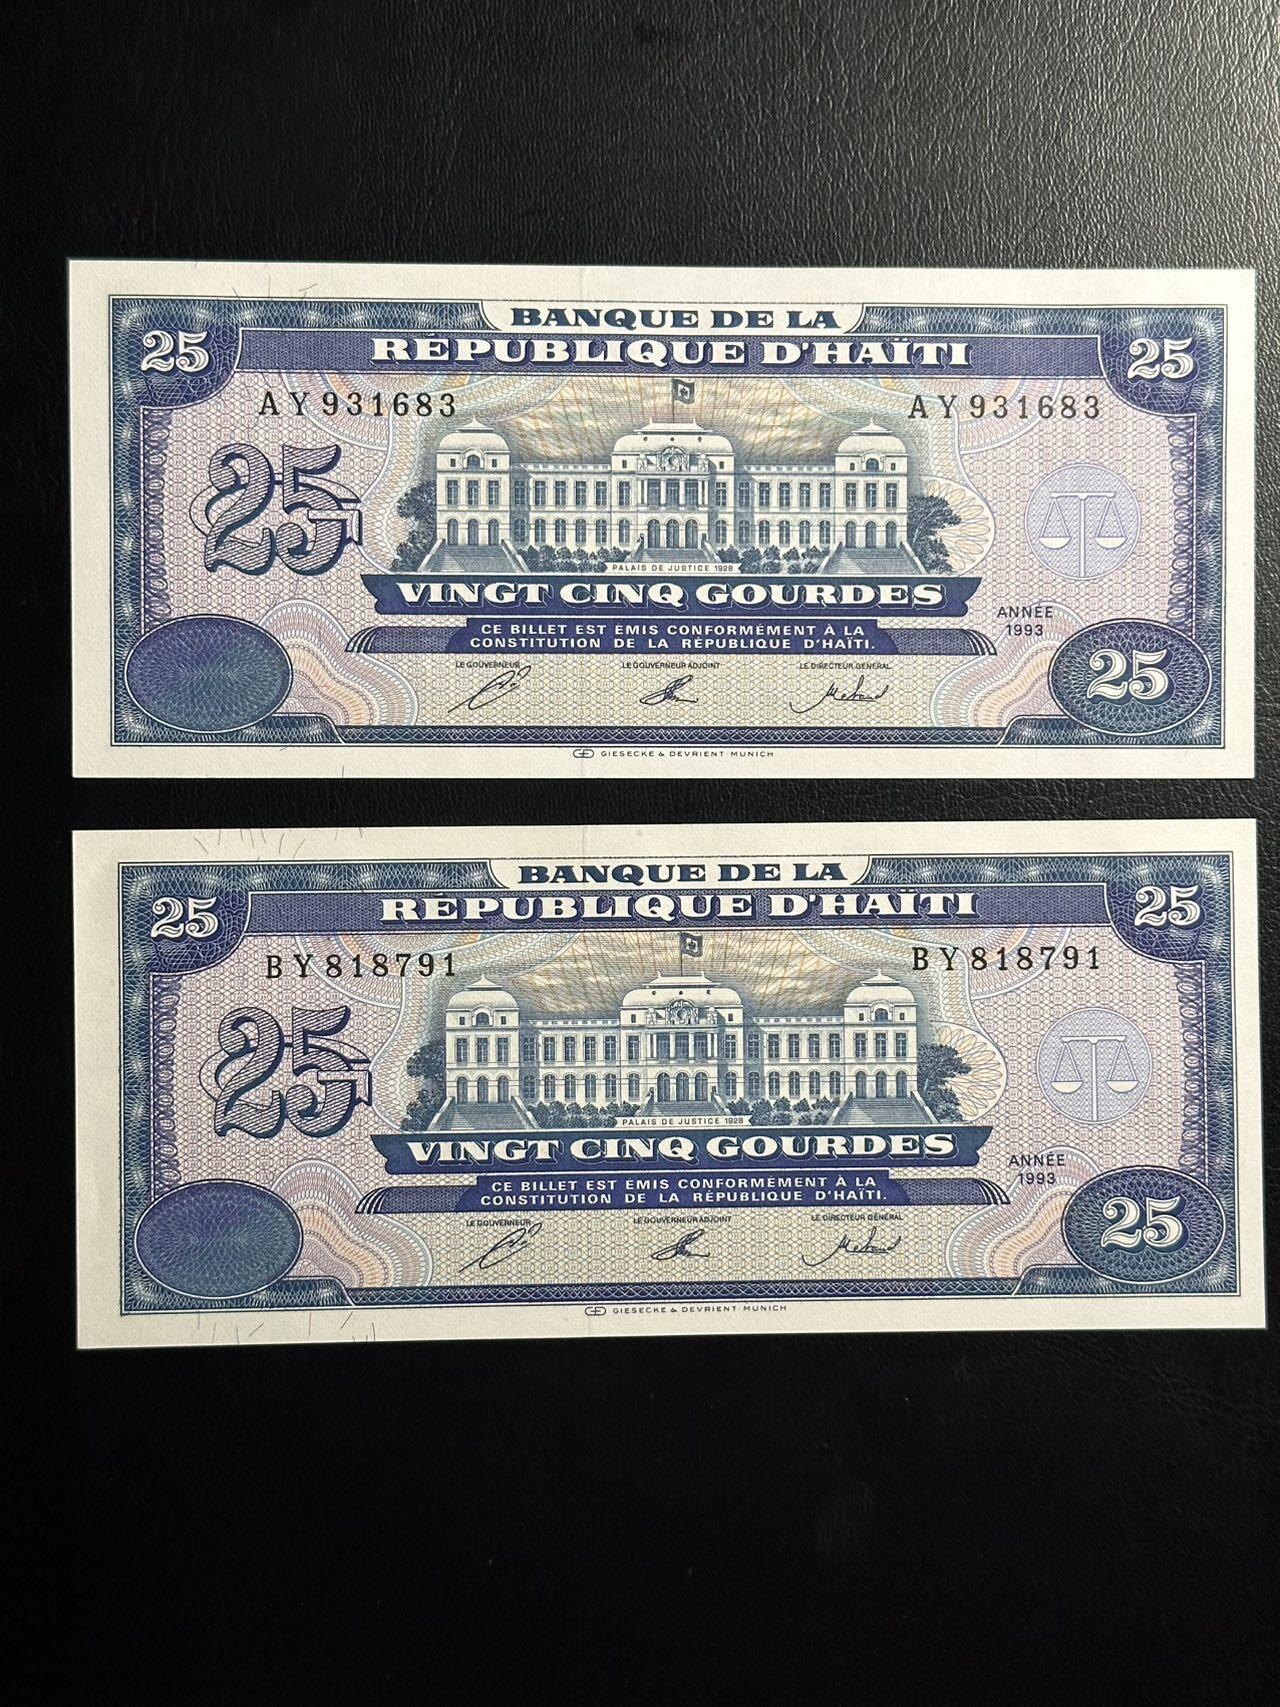 BANQUE DE LA
RÉPUBLIQUE D'HAÏTI
25 25
AY931683 AY931683
25
PALAIS DE JUSTICE 1928
VINGT CINQ GOURDES
ANNÉE
1993
CE BILLET EST ÉMIS CONFORMÉMENT À LA
CONSTITUTION DE LA RÉPUBLIQUE D'HAÏTI.
LE GOUVERNEUR LE GOUVERNEUR ADJOINT LE DIRECTEUR GÉNÉRAL
25
GIESECKE & DEVRIENT MUNICH
BANQUE DE LA
RÉPUBLIQUE D'HAÏTI
25 25
BY818791 BY818791
25
PALAIS DE JUSTICE 1928
VINGT CINQ GOURDES
ANNÉE
1993
CE BILLET EST ÉMIS CONFORMÉMENT À LA
CONSTITUTION DE LA RÉPUBLIQUE D'HAÏTI.
LE GOUVERNEUR LE GOUVERNEUR ADJOINT LE DIRECTEUR GÉNÉRAL
25
GIESECKE & DEVRIENT MUNICH